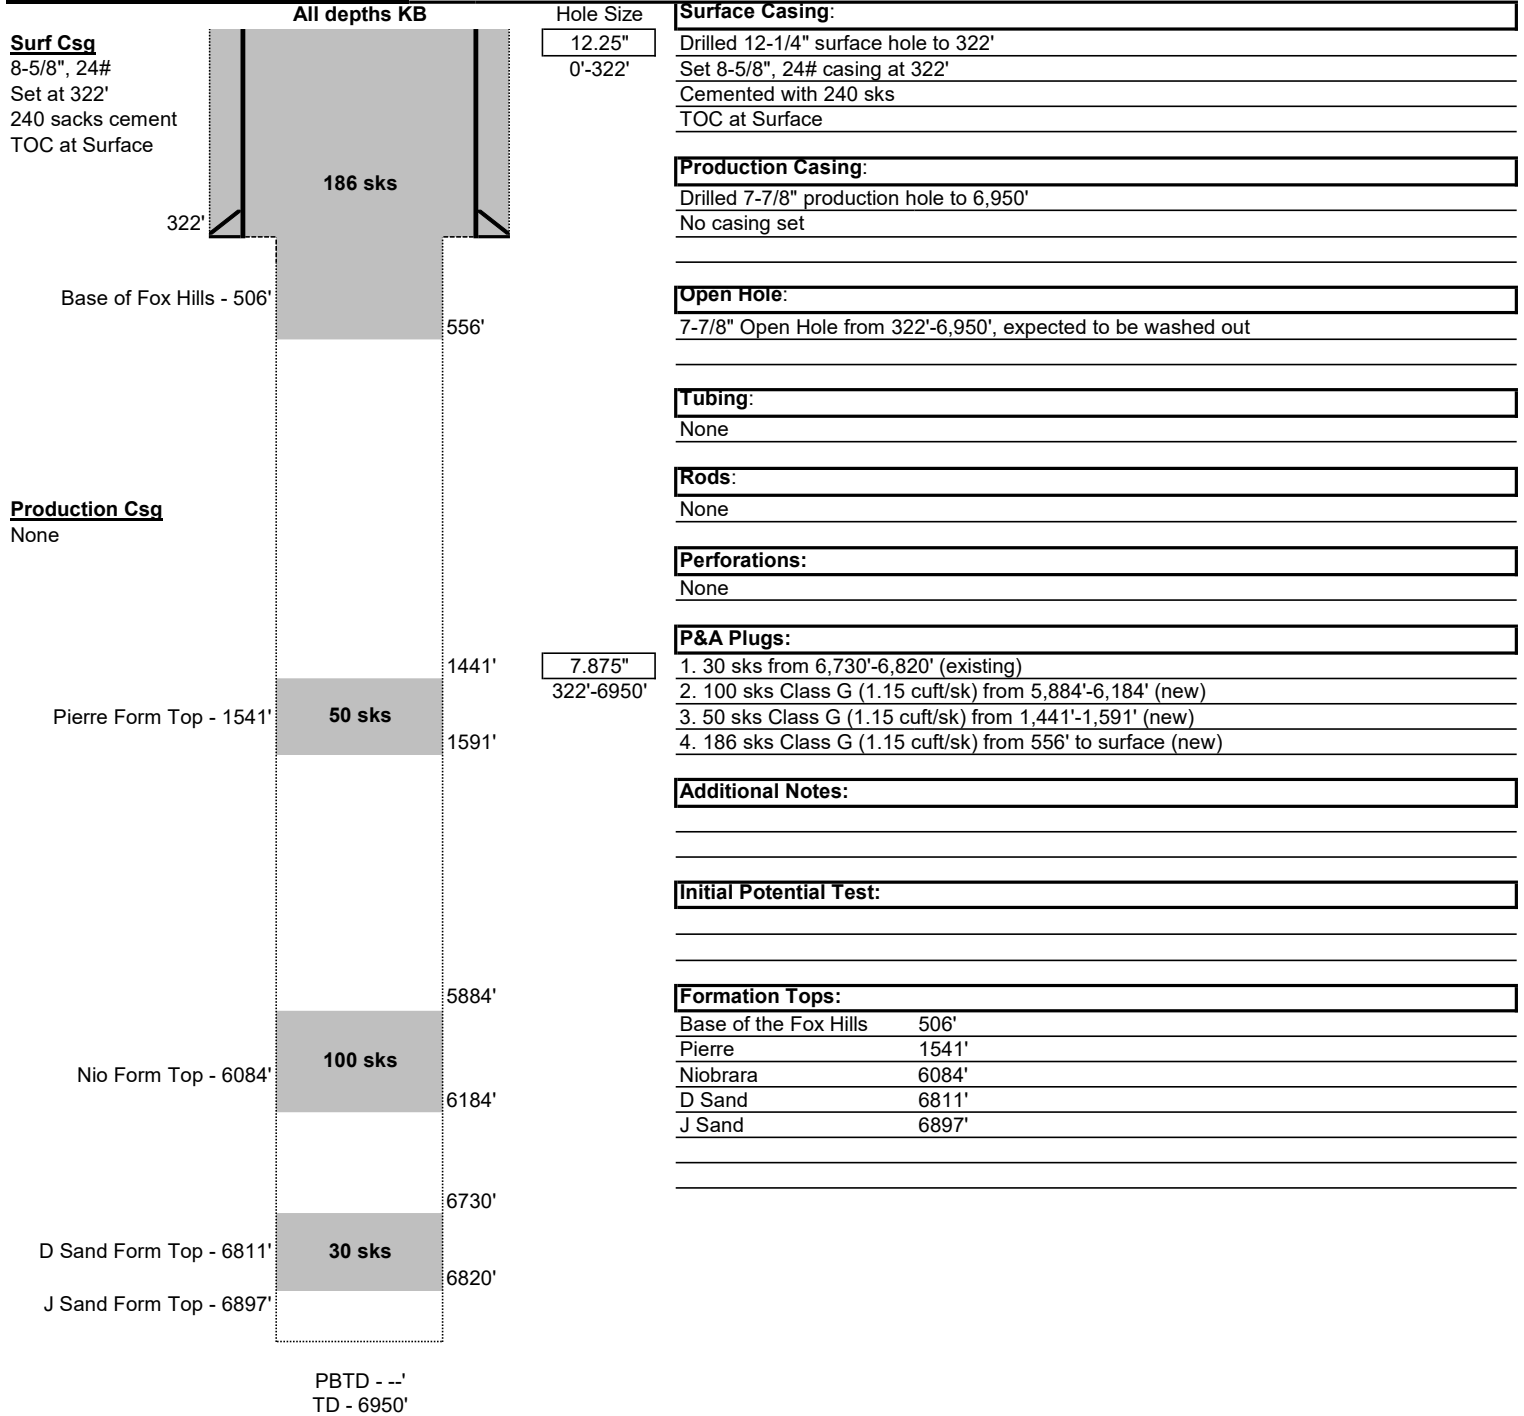 All depths KB
Hole Size
Surf Csg
8-5/8", 24#
Set at 322'
240 sacks cement
TOC at Surface
12.25"
0'-322'
186 sks
322'
Base of Fox Hills - 506'
556'
Production Csg
None
1441'
7.875"
322'-6950'
Pierre Form Top - 1541'
50 sks
1591'
5884'
100 sks
Nio Form Top - 6084'
6184'
6730'
D Sand Form Top - 6811'
30 sks
6820'
J Sand Form Top - 6897'
PBTD - --'
TD - 6950'
Surface Casing:
Drilled 12-1/4" surface hole to 322'
Set 8-5/8", 24# casing at 322'
Cemented with 240 sks
TOC at Surface
Production Casing:
Drilled 7-7/8" production hole to 6,950'
No casing set
Open Hole:
7-7/8" Open Hole from 322'-6,950', expected to be washed out
Tubing:
None
Rods:
None
Perforations:
None
P&A Plugs:
1. 30 sks from 6,730'-6,820' (existing)
2. 100 sks Class G (1.15 cuft/sk) from 5,884'-6,184' (new)
3. 50 sks Class G (1.15 cuft/sk) from 1,441'-1,591' (new)
4. 186 sks Class G (1.15 cuft/sk) from 556' to surface (new)
Additional Notes:
Initial Potential Test:
Formation Tops:
Base of the Fox Hills 506'
Pierre 1541'
Niobrara 6084'
D Sand 6811'
J Sand 6897'